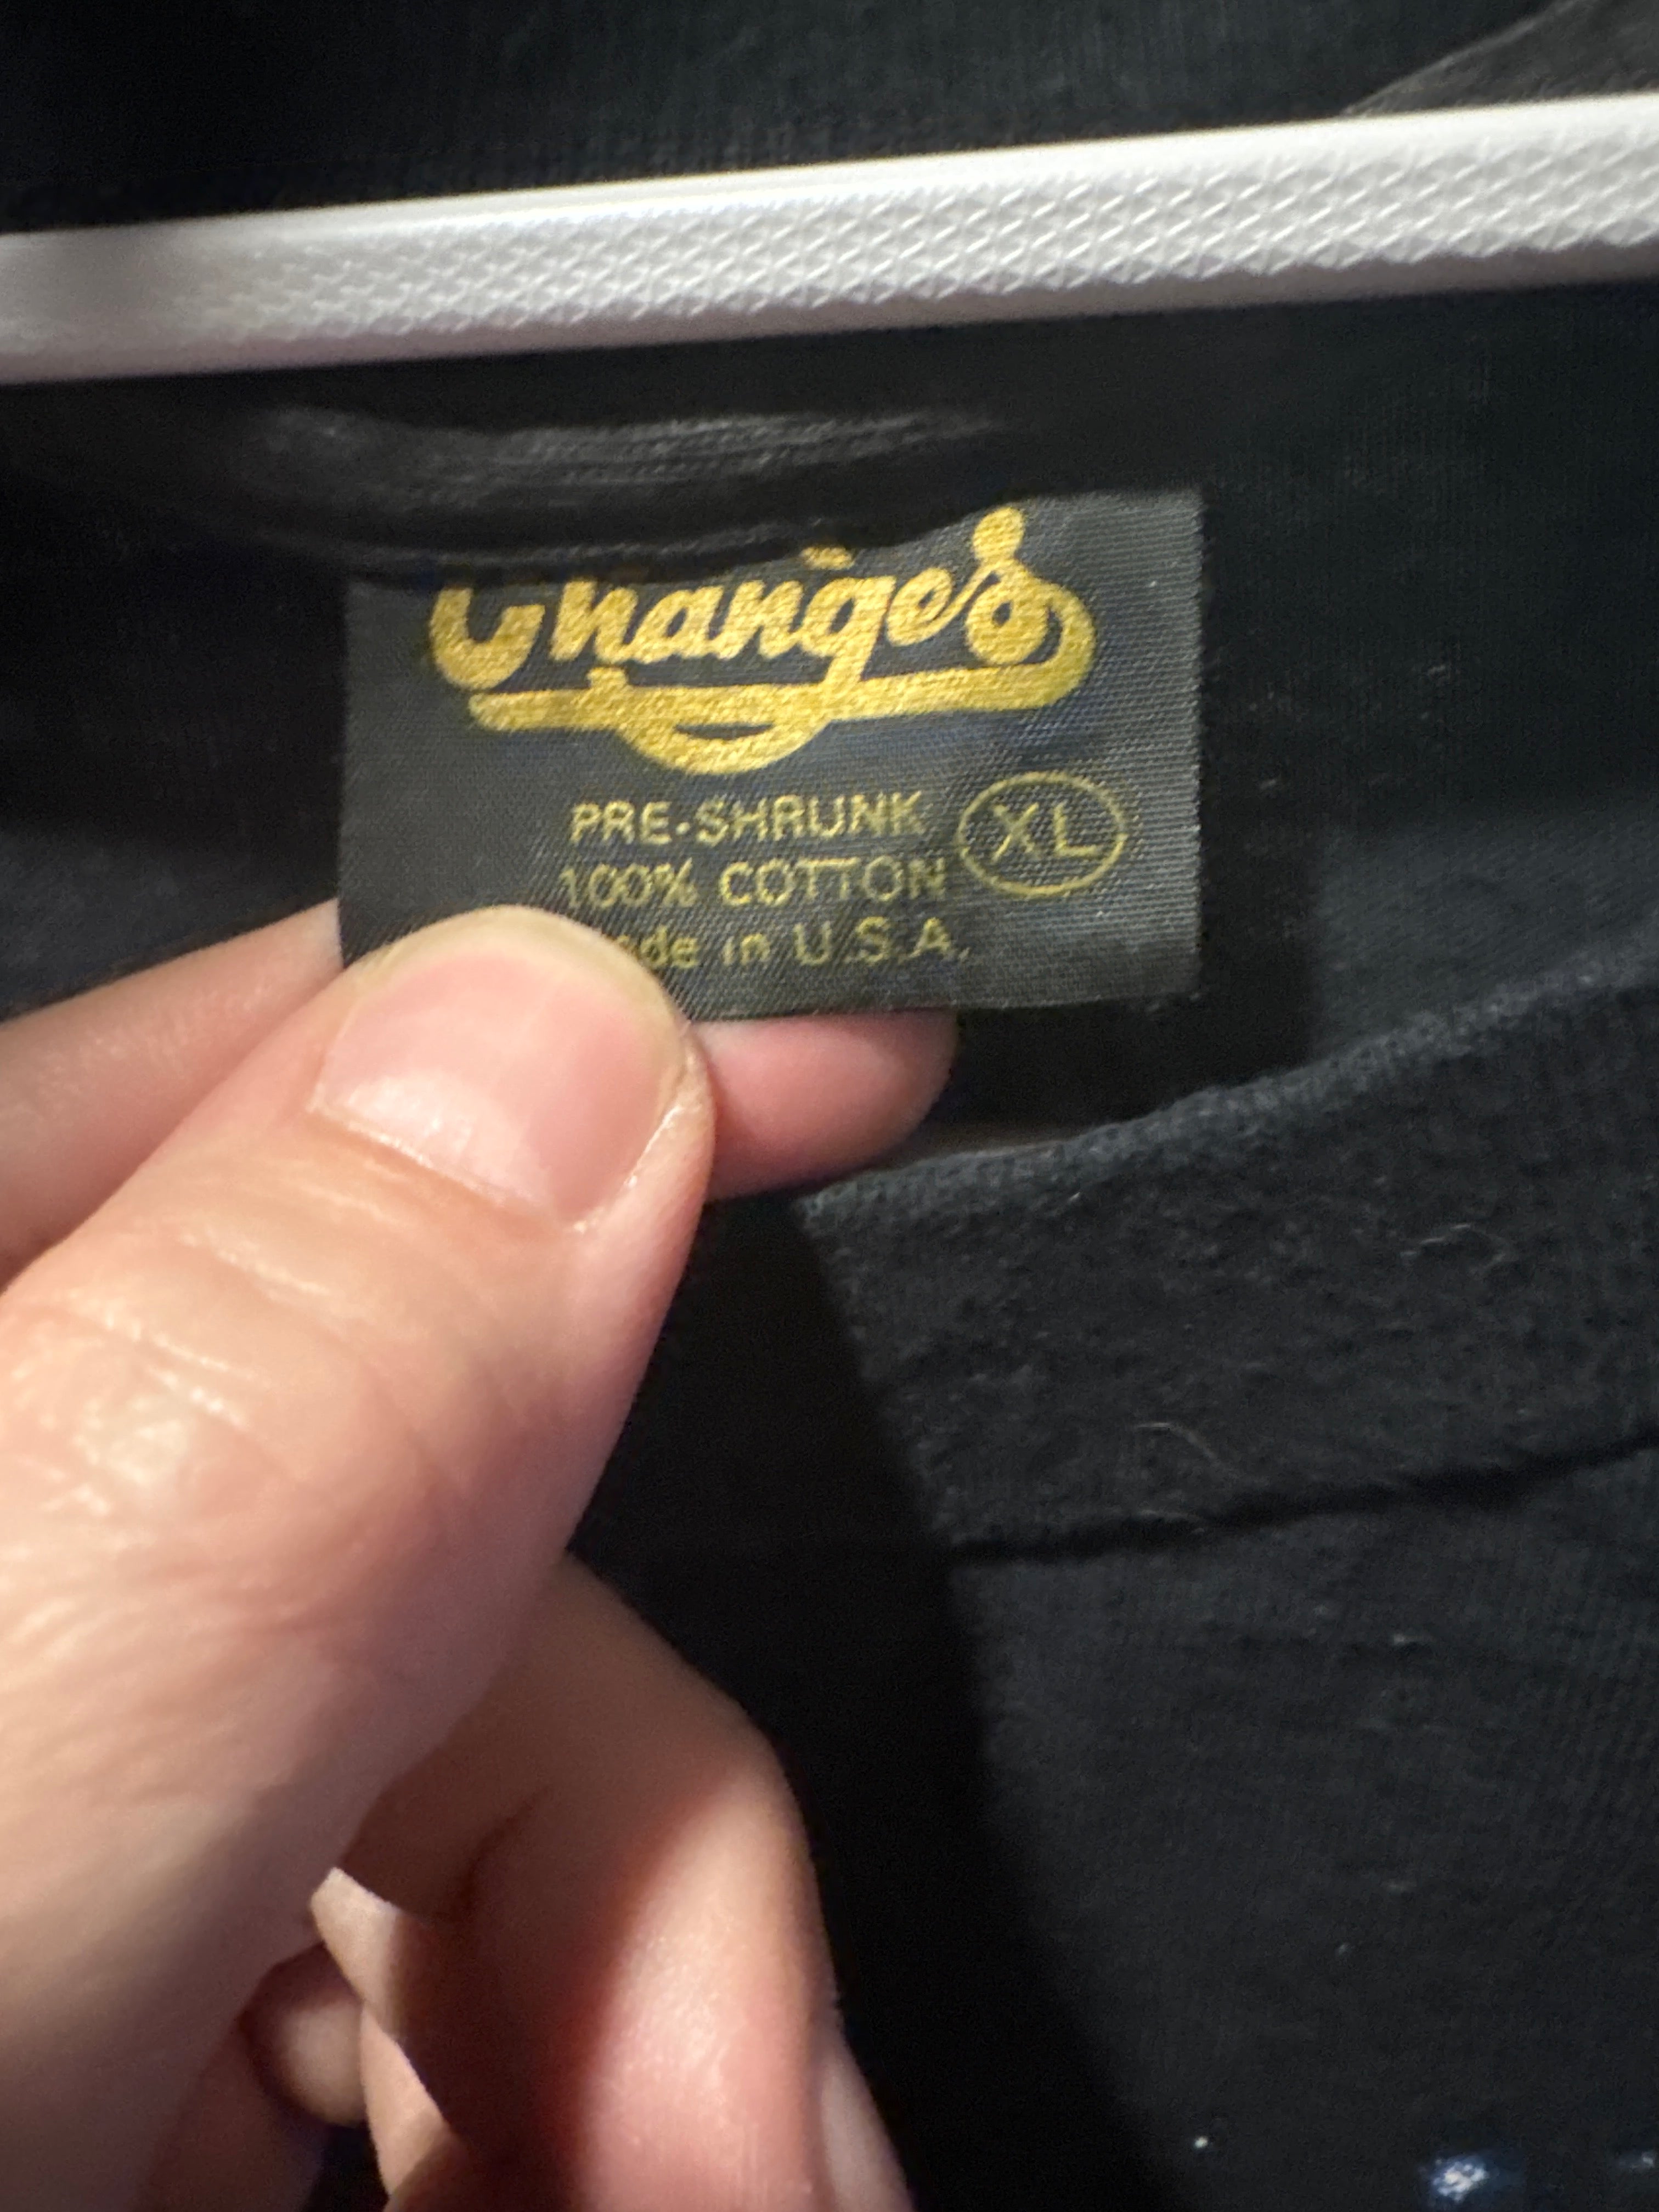 Changes
PRE-SHRUNK XL
100% COTTON
in U.S.A.